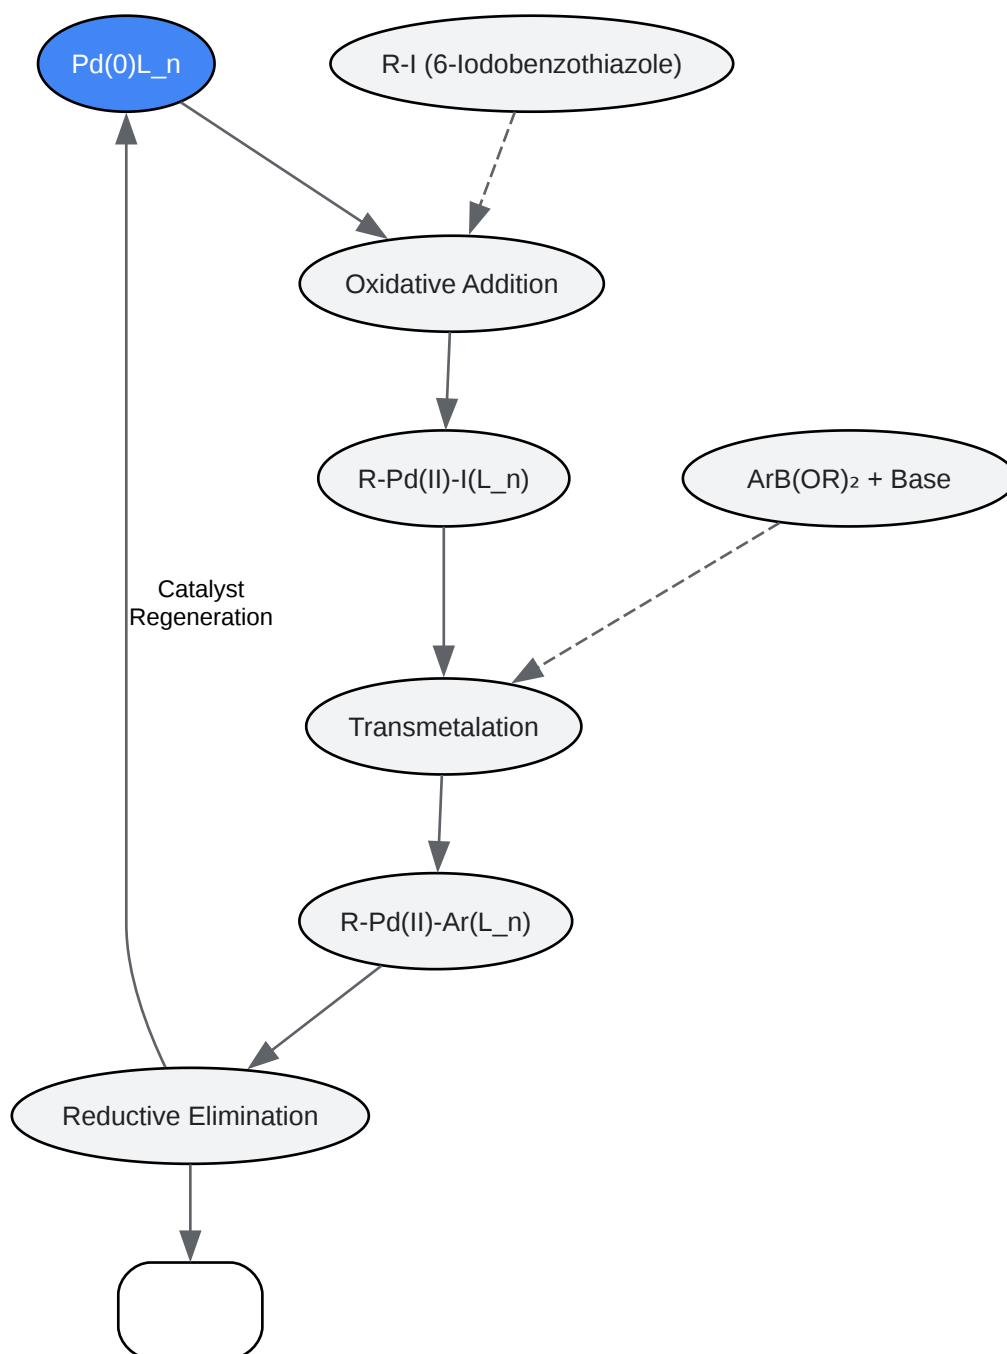 Pd(0)L_n
R-I (6-Iodobenzothiazole)
Oxidative Addition
R-Pd(II)-I(L_n)
ArB(OR)₂ + Base
Catalyst
Regeneration
Transmetalation
R-Pd(II)-Ar(L_n)
Reductive Elimination